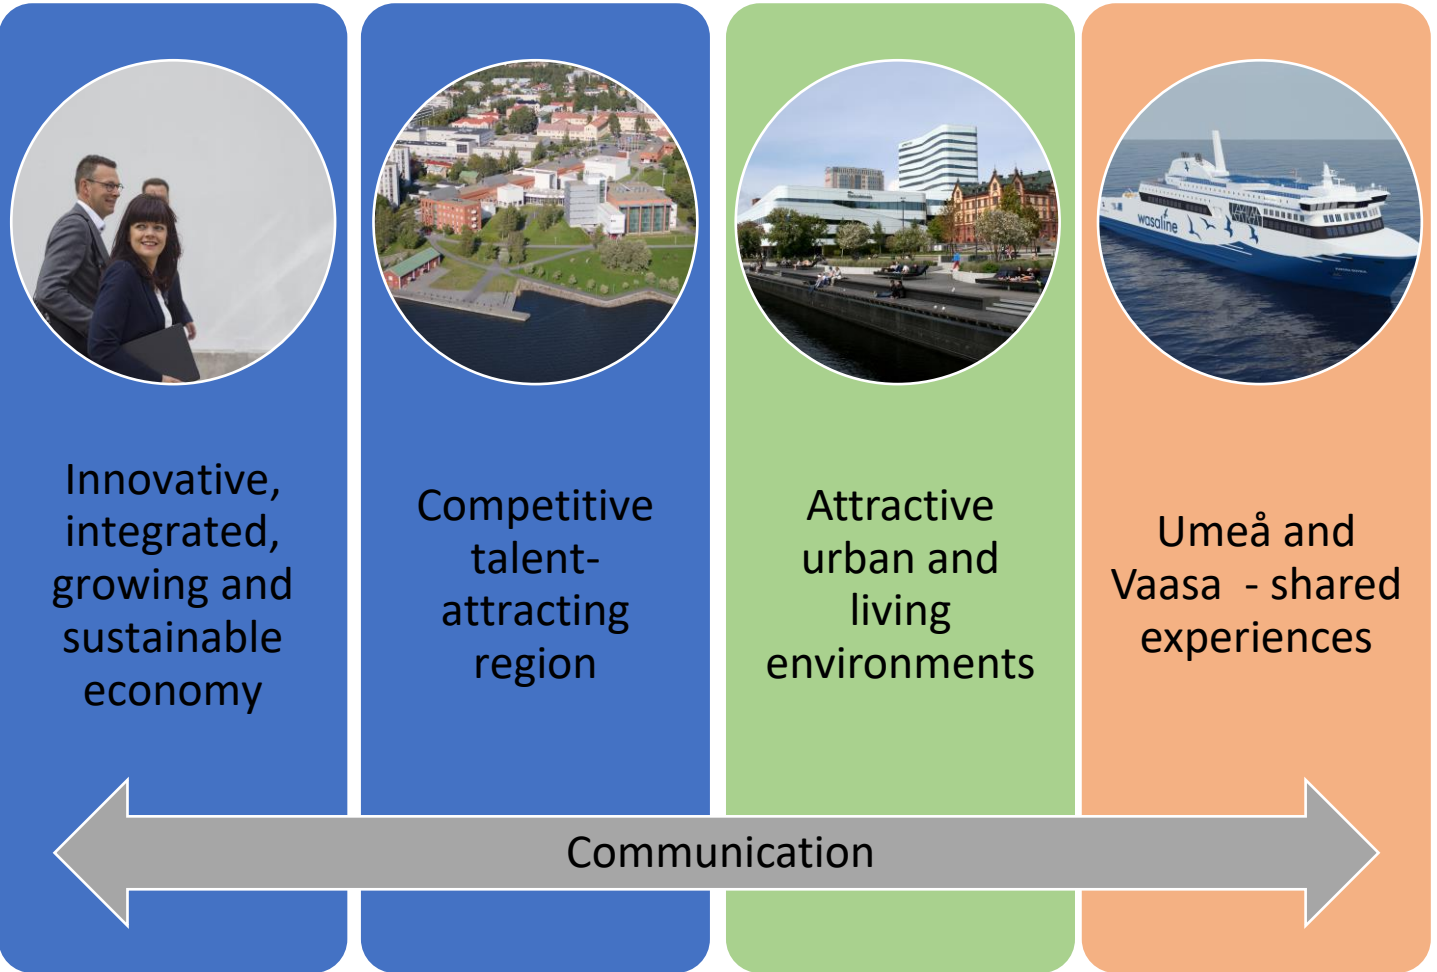 wasaline
Innovative,
integrated,
growing and
sustainable
economy
Competitive
talent-
attracting
region
Attractive
urban and
living
environments
Umeå and
Vaasa - shared
experiences
Communication